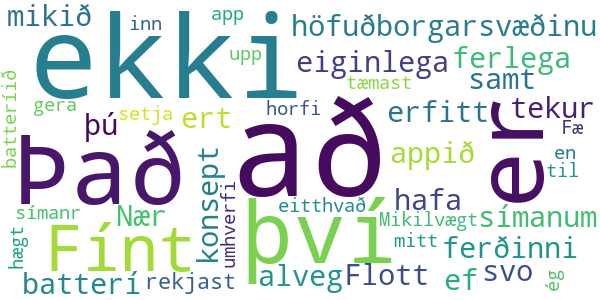 mikið
inn
app
höfuðborgarsvæðinu
ekki
upp
eiginlega
ferlega
batteríið
tæmast
samt
gera
setja
horfi
erfitt
tekur
þú
ert
Fæ
Það
að
er
appið
en
til
konsept
umhverfi
eitthvað
hafa
símanr
Nær
Fínt
því
Mikilvægt
símanum
hægt
mitt
ferðinni
batterí
rekjast
alveg
Flott
ef
svo
ég